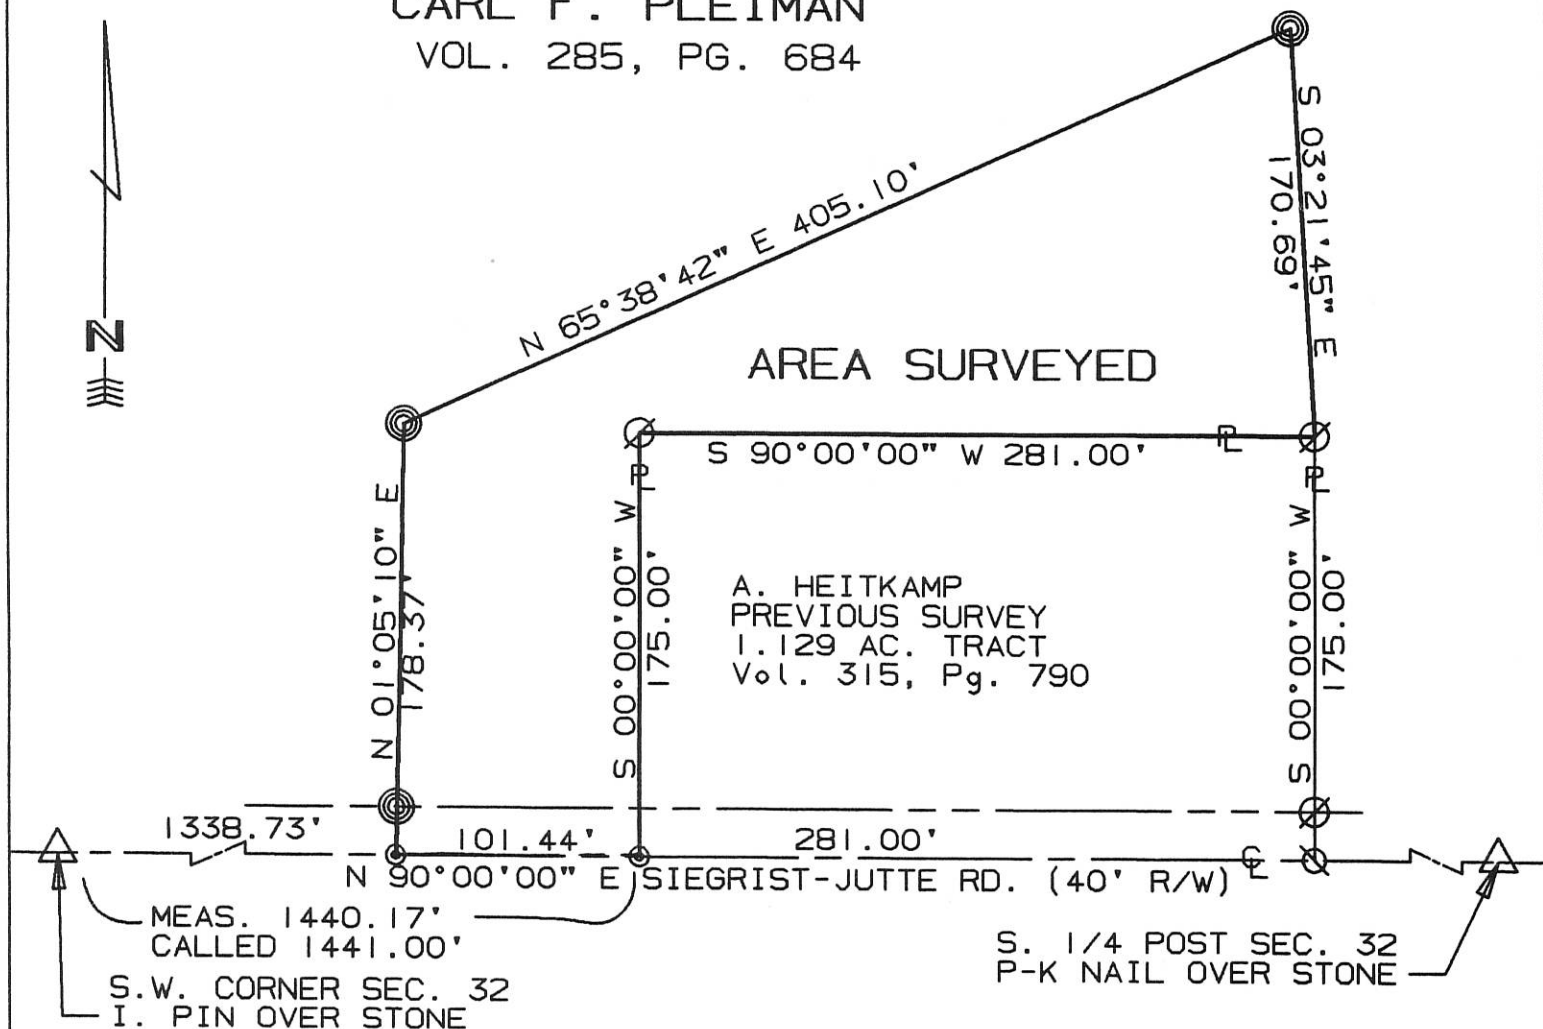 CARL F. PLEIMAN
VOL. 285, PG. 684
N
N 65°38'42" E 405.10'
S 03°21'45" E
170.69'
AREA SURVEYED
S 90°00'00" W 281.00'
PL
PL
PL
N 01°05'10" E
178.37'
S 00°00'00" W
175.00'
A. HEITKAMP
PREVIOUS SURVEY
1.129 AC. TRACT
Vol. 315, Pg. 790
S 00°00'00" W
175.00'
1338.73'
101.44'
281.00'
CL
N 90°00'00" E SIEGRIST-JUTTE RD. (40' R/W)
MEAS. 1440.17'
CALLED 1441.00'
S.W. CORNER SEC. 32
I. PIN OVER STONE
S. 1/4 POST SEC. 32
P-K NAIL OVER STONE